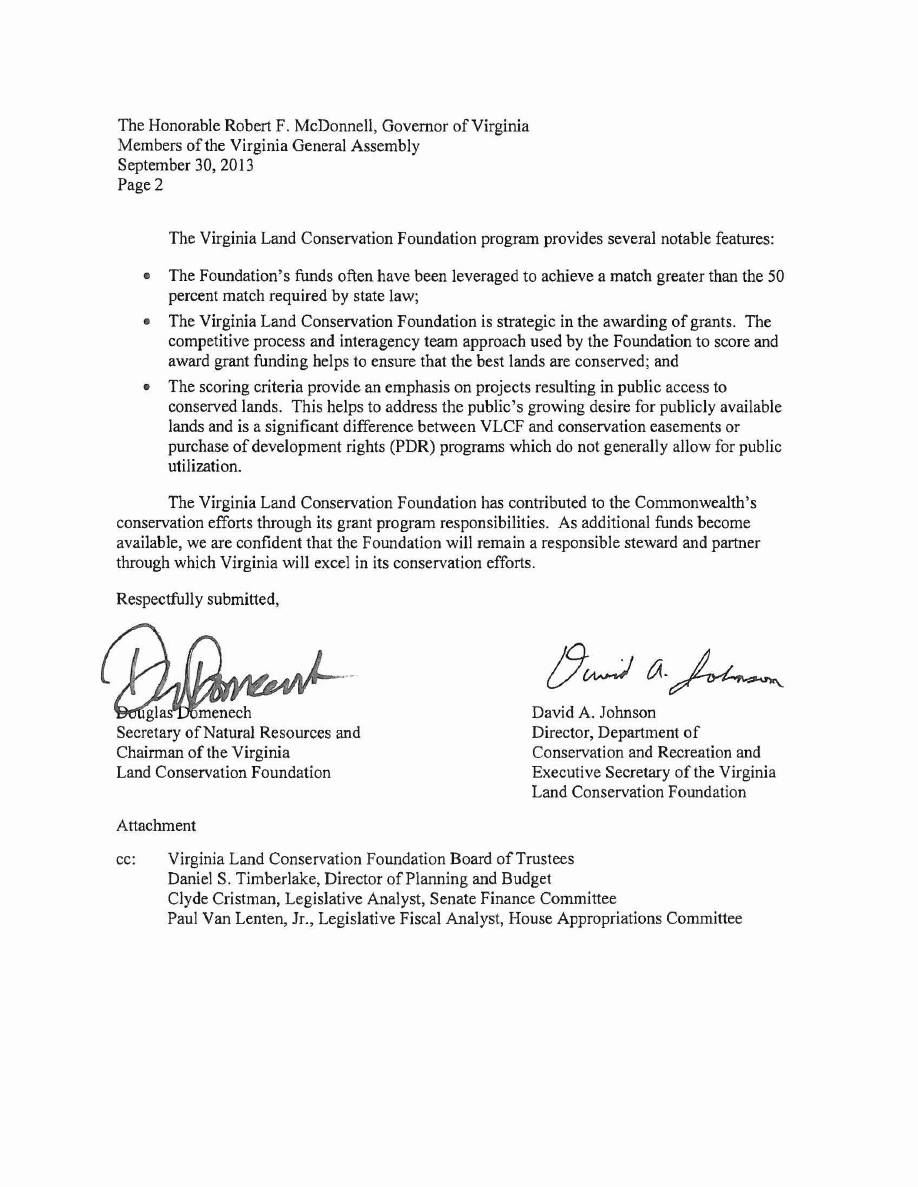 The Honorable Robert F. McDonnell, Governor of Virginia
Members of the Virginia General Assembly
September 30, 2013
Page 2
The Virginia Land Conservation Foundation program provides several notable features:
• The Foundation's funds often have been leveraged to achieve a match greater than the 50
percent match required by state law;
• The Virginia Land Conservation Foundation is strategic in the awarding of grants. The
competitive process and interagency team approach used by the Foundation to score and
award grant funding helps to ensure that the best lands are conserved; and
• The scoring criteria provide an emphasis on projects resulting in public access to
conserved lands. This helps to address the public's growing desire for publicly available
lands and is a significant difference between VLCF and conservation easements or
purchase of development rights (PDR) programs which do not generally allow for public
utilization.
The Virginia Land Conservation Foundation has contributed to the Commonwealth's
conservation efforts through its grant program responsibilities. As additional funds become
available, we are confident that the Foundation will remain a responsible steward and partner
through which Virginia will excel in its conservation efforts.
Respectfully submitted,
David A. Johnson
Douglas Domenech
Secretary of Natural Resources and
Chairman of the Virginia
Land Conservation Foundation
David A. Johnson
Director, Department of
Conservation and Recreation and
Executive Secretary of the Virginia
Land Conservation Foundation
Attachment
cc: Virginia Land Conservation Foundation Board of Trustees
Daniel S. Timberlake, Director of Planning and Budget
Clyde Cristman, Legislative Analyst, Senate Finance Committee
Paul Van Lenten, Jr., Legislative Fiscal Analyst, House Appropriations Committee